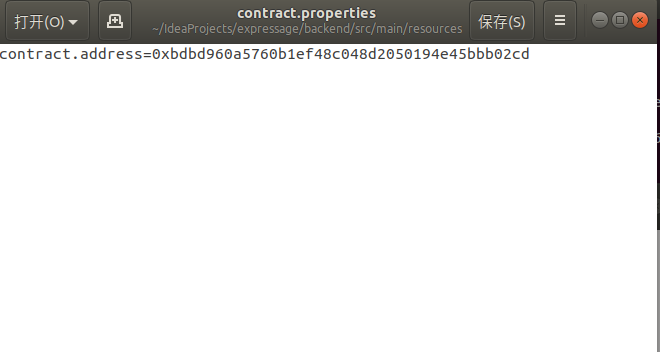 打开(O)
contract.properties
~/IdeaProjects/expressage/backend/src/main/resources
保存(S)
contract.address=0xbdbd960a5760b1ef48c048d2050194e45bbb02cd